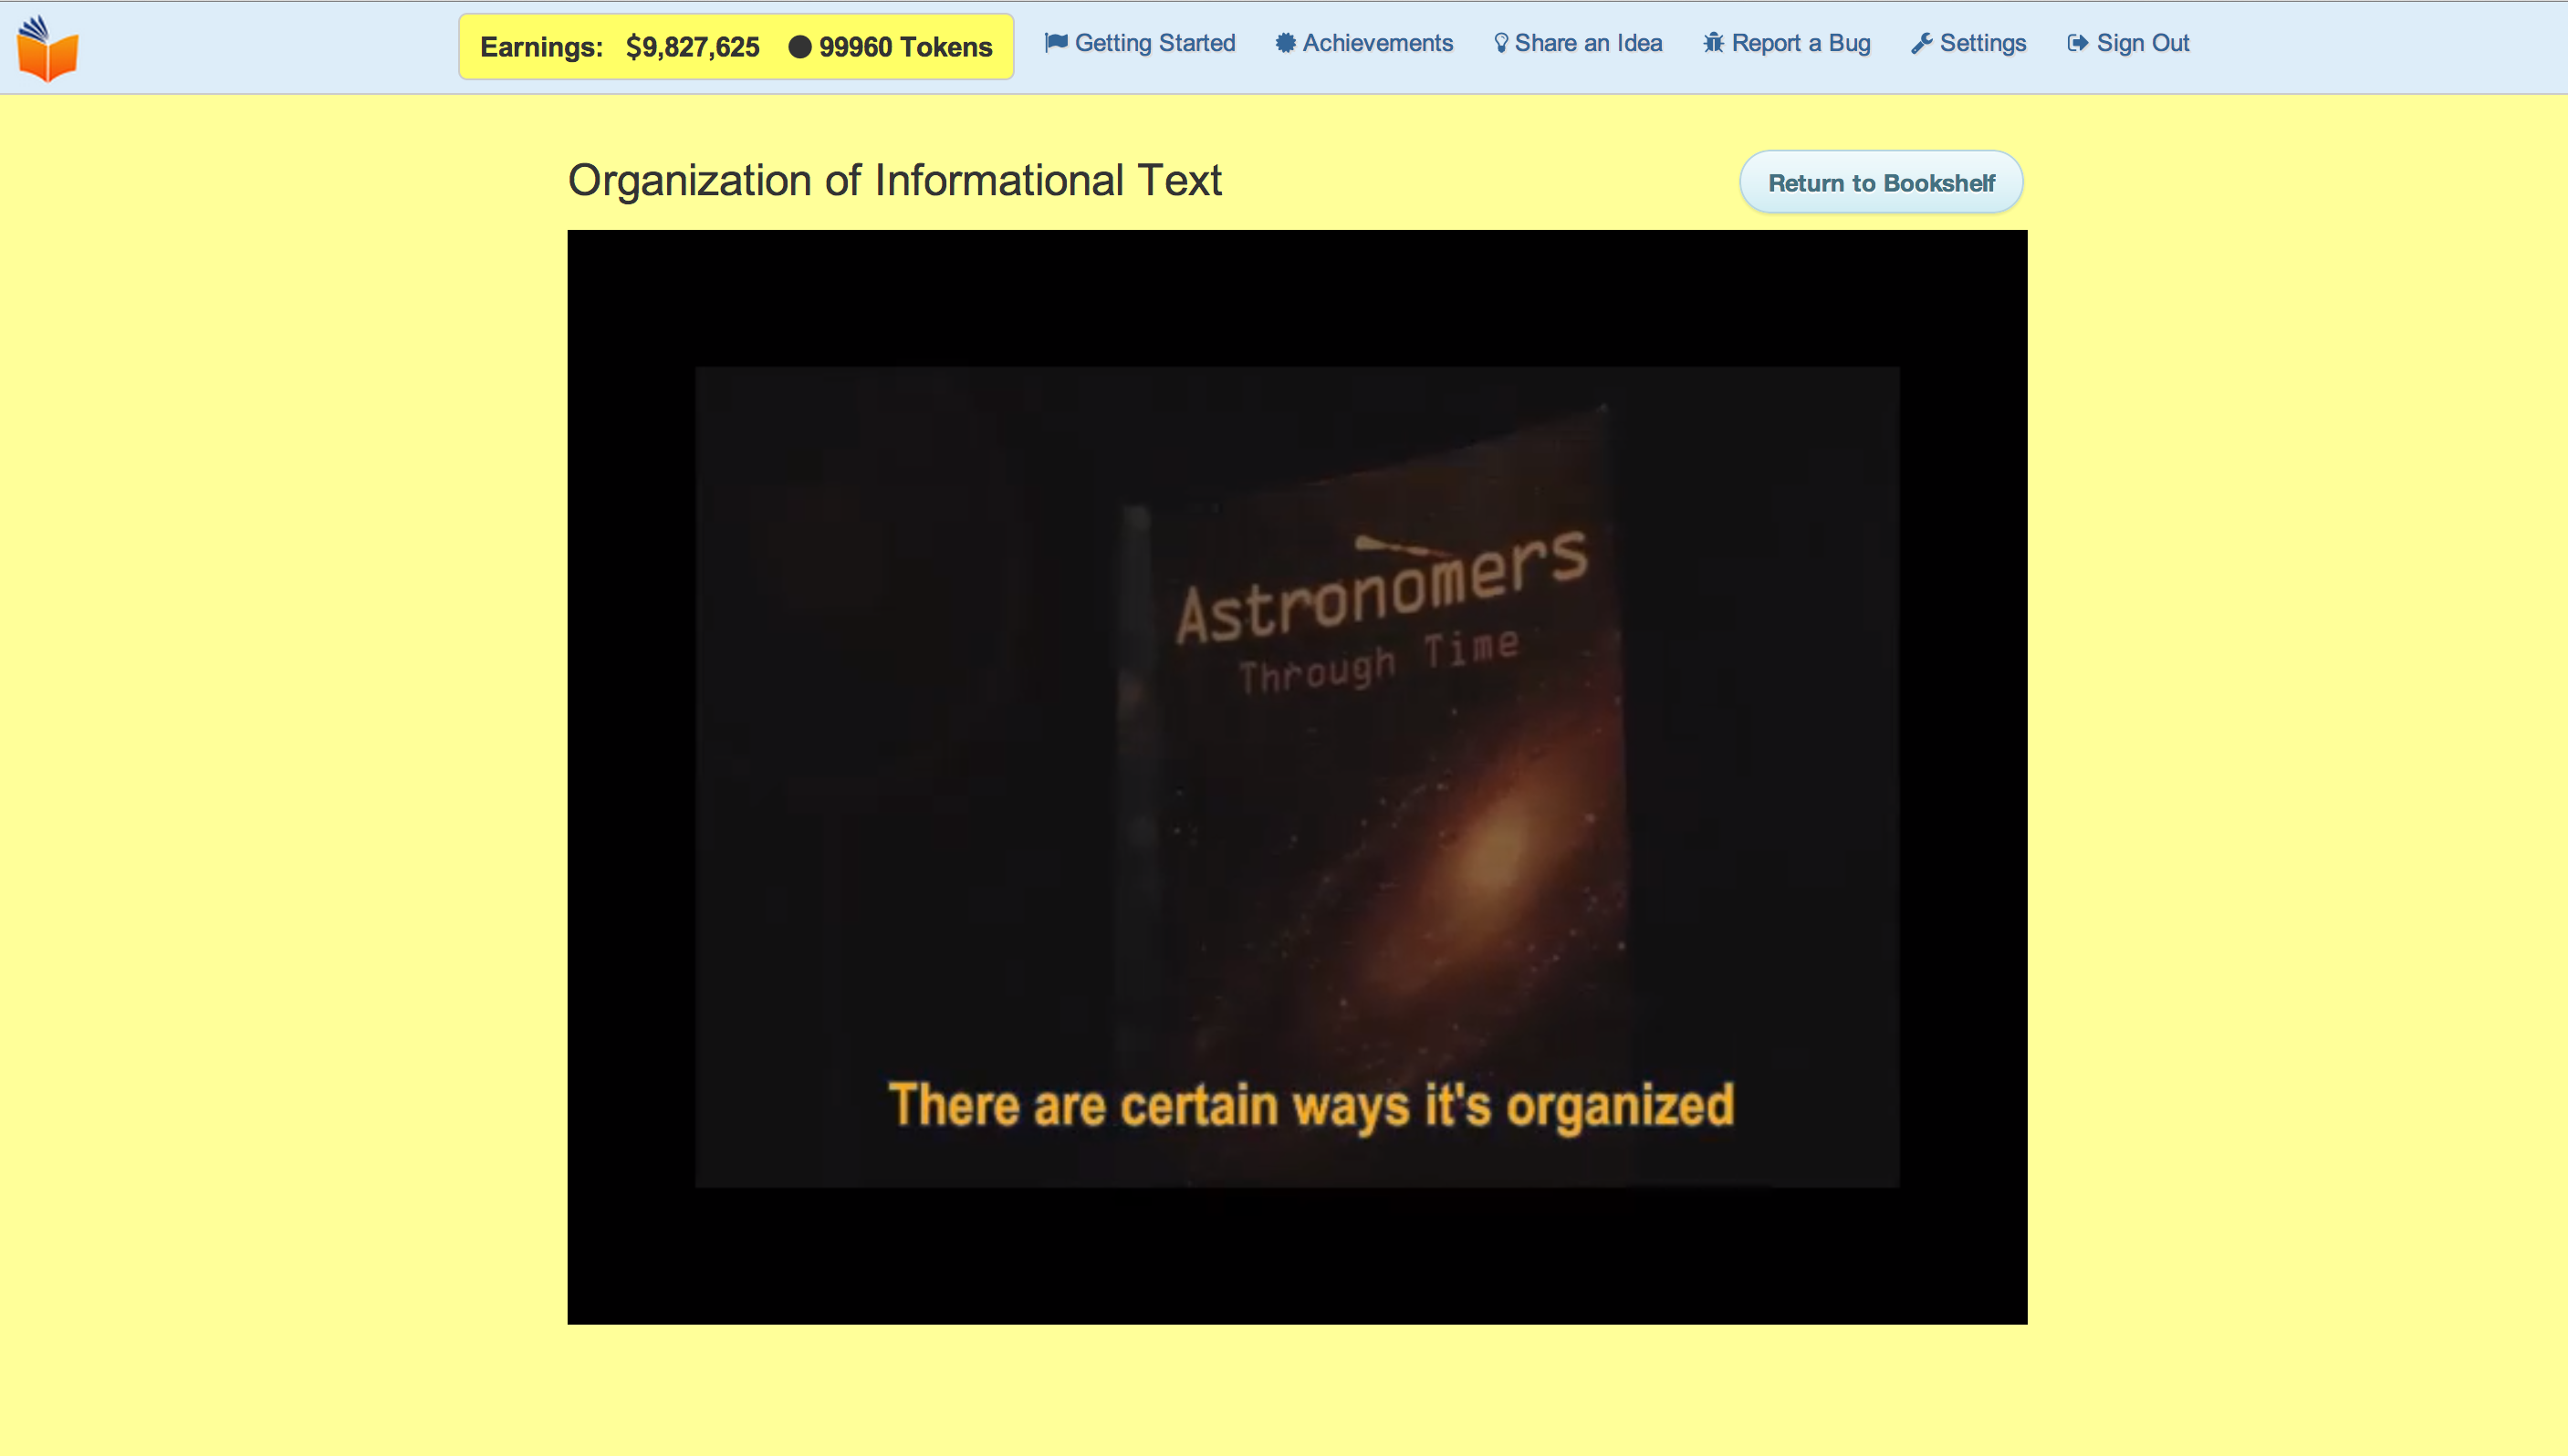 Earnings: $9,827,625 99960 Tokens Getting Started Achievements Share an Idea Report a Bug Settings Sign Out
Organization of Informational Text
Return to Bookshelf
Astronomers
Through Time
There are certain ways it's organized